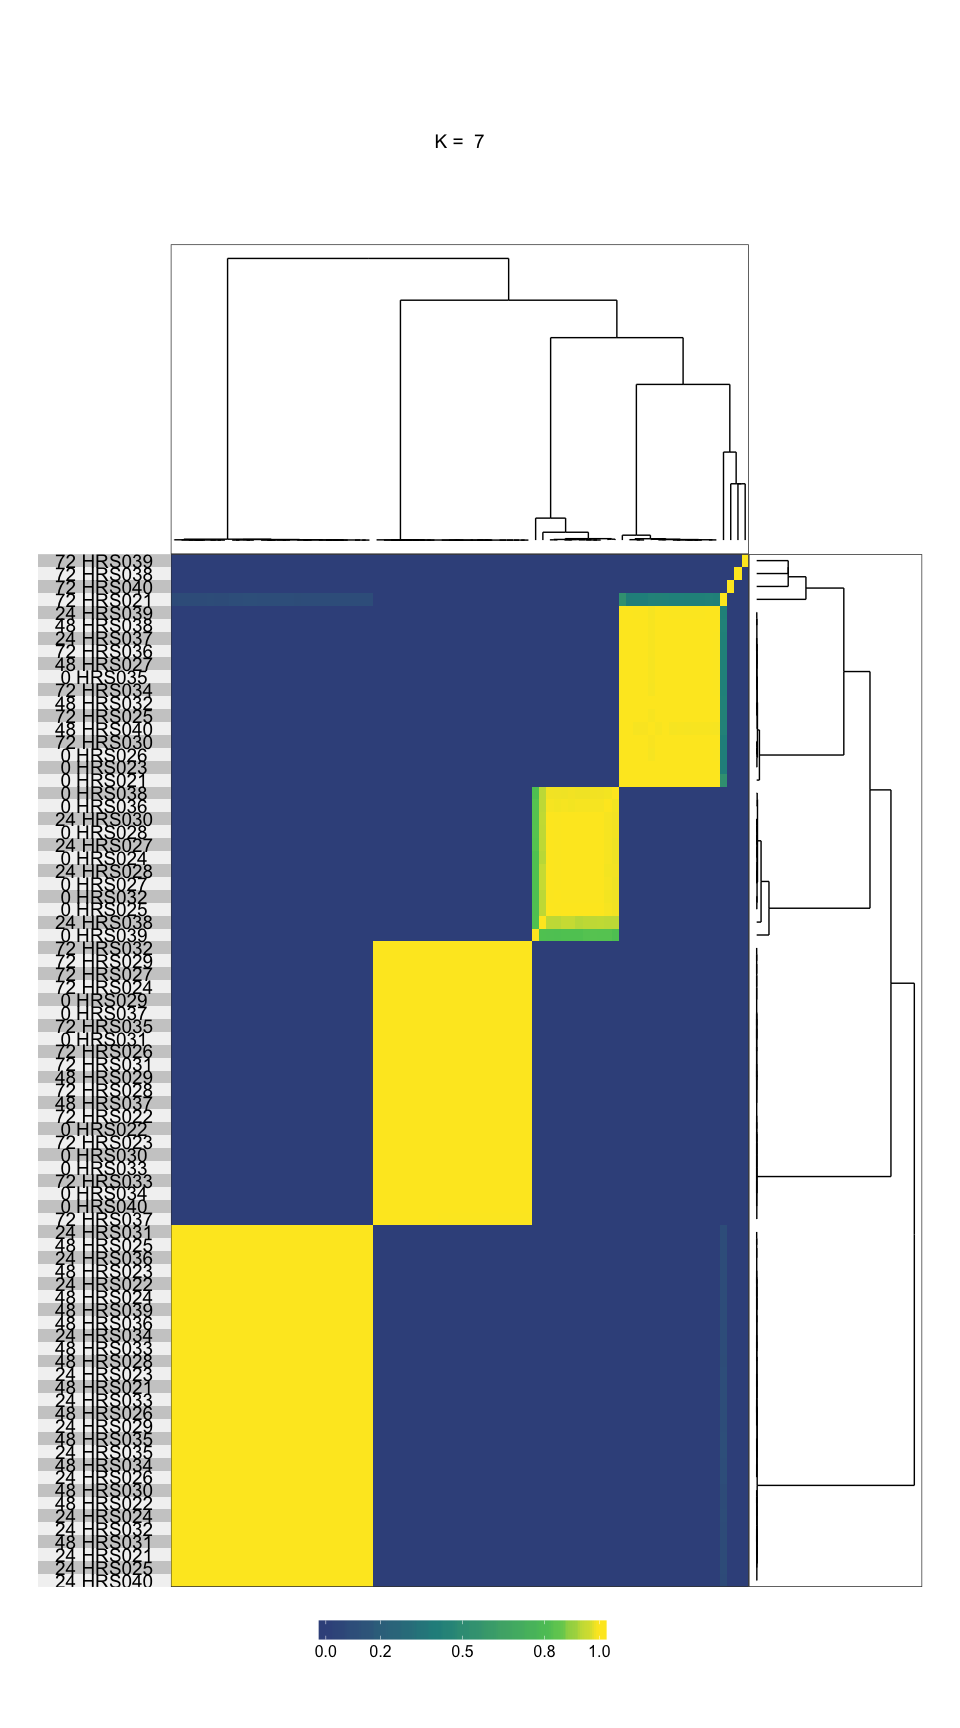 K = 7
72 HRS039
72 HRS038
72 HRS040
72 HRS021
24 HRS039
48 HRS038
24 HRS037
72 HRS036
48 HRS027
0 HRS035
72 HRS034
48 HRS032
72 HRS025
48 HRS040
72 HRS030
0 HRS026
0 HRS023
0 HRS021
0 HRS038
0 HRS036
24 HRS030
0 HRS028
24 HRS027
0 HRS024
24 HRS028
0 HRS027
0 HRS032
0 HRS025
24 HRS038
0 HRS039
72 HRS032
72 HRS029
72 HRS027
72 HRS024
0 HRS029
0 HRS037
72 HRS035
0 HRS031
72 HRS026
72 HRS031
48 HRS029
72 HRS028
48 HRS037
72 HRS022
0 HRS022
72 HRS023
0 HRS030
0 HRS033
72 HRS033
0 HRS034
0 HRS040
72 HRS037
24 HRS031
48 HRS025
24 HRS036
48 HRS023
24 HRS022
48 HRS024
48 HRS039
48 HRS036
24 HRS034
48 HRS033
48 HRS028
24 HRS023
48 HRS021
24 HRS033
48 HRS026
24 HRS029
48 HRS035
24 HRS035
48 HRS034
24 HRS026
48 HRS030
48 HRS022
24 HRS024
24 HRS032
48 HRS031
24 HRS021
24 HRS025
24 HRS040
0.0 0.2 0.5 0.8 1.0